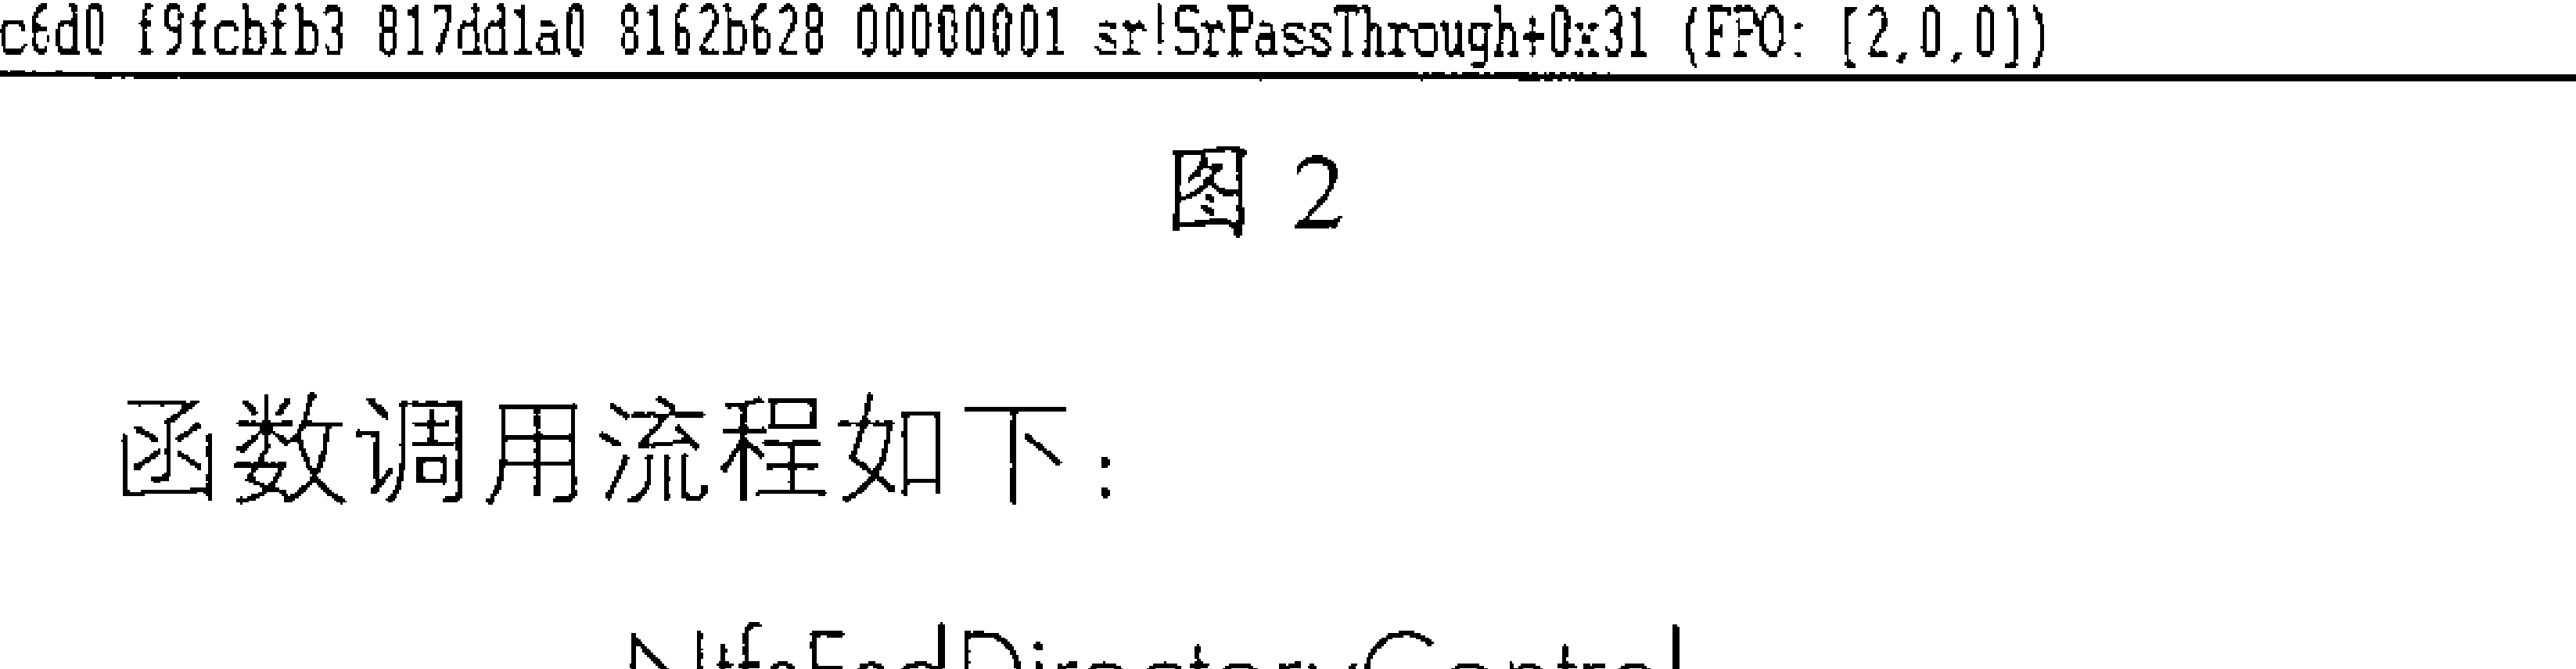 c6d0 f9fcbfb3 817dd1a0 8162b628 00000001 sr!SrPassThrough+0x31 (FPO: [2,0,0])
图 2
函数调用流程如下：
NtfsFsdDirectoryControl